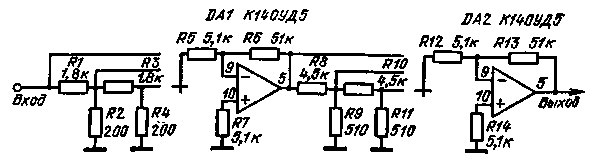 DA1 К140УД5
DA2 К140УД5
R5 5,1к R6 51к
R12 5,1к R13 51к
R1 1,8к
R3 1,8к
R8 4,5к
R10 4,5к
9
10
5
9
10
5
Вход
Выход
R2 200
R4 200
R7 5,1к
R9 510
R11 510
R14 5,1к